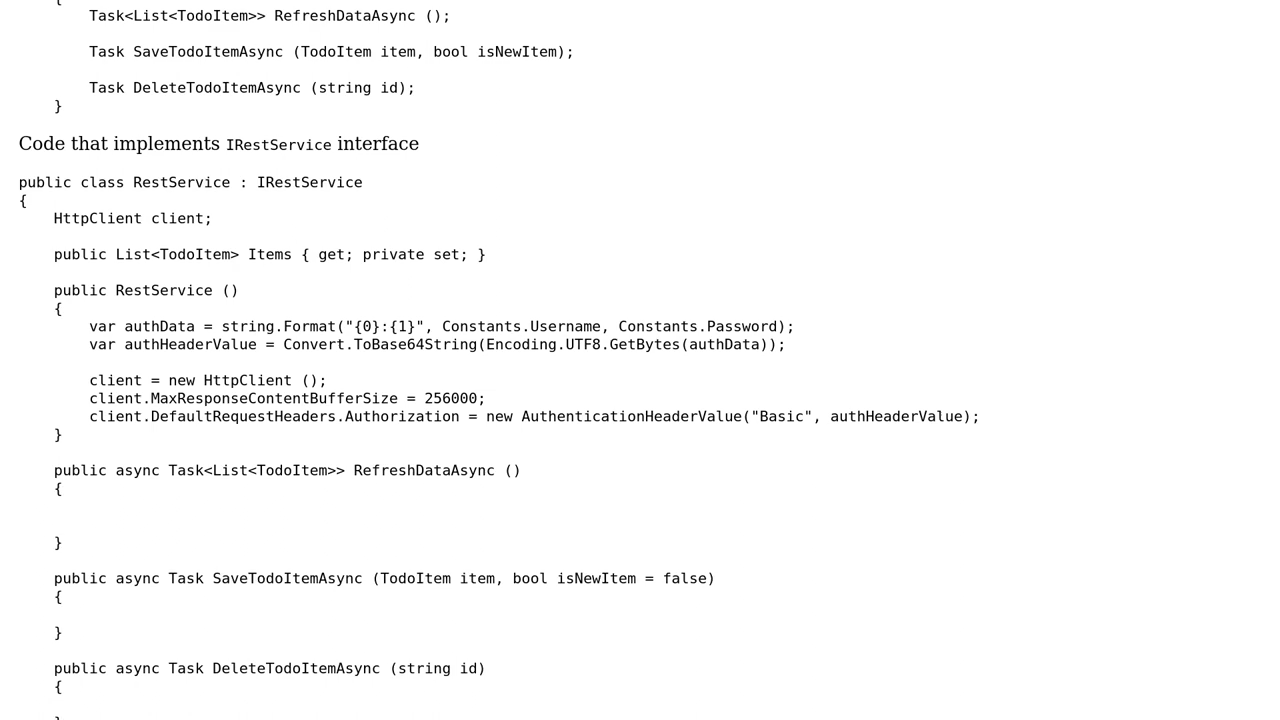 {
Task<List<TodoItem>> RefreshDataAsync ();
Task SaveTodoItemAsync (TodoItem item, bool isNewItem);
Task DeleteTodoItemAsync (string id);
}
Code that implements IRestService interface
public class RestService : IRestService
{
HttpClient client;
public List<TodoItem> Items { get; private set; }
public RestService ()
{
var authData = string.Format("{0}:{1}", Constants.Username, Constants.Password);
var authHeaderValue = Convert.ToBase64String(Encoding.UTF8.GetBytes(authData));
client = new HttpClient ();
client.MaxResponseContentBufferSize = 256000;
client.DefaultRequestHeaders.Authorization = new AuthenticationHeaderValue("Basic", authHeaderValue);
}
public async Task<List<TodoItem>> RefreshDataAsync ()
{
}
public async Task SaveTodoItemAsync (TodoItem item, bool isNewItem = false)
{
}
public async Task DeleteTodoItemAsync (string id)
{
}